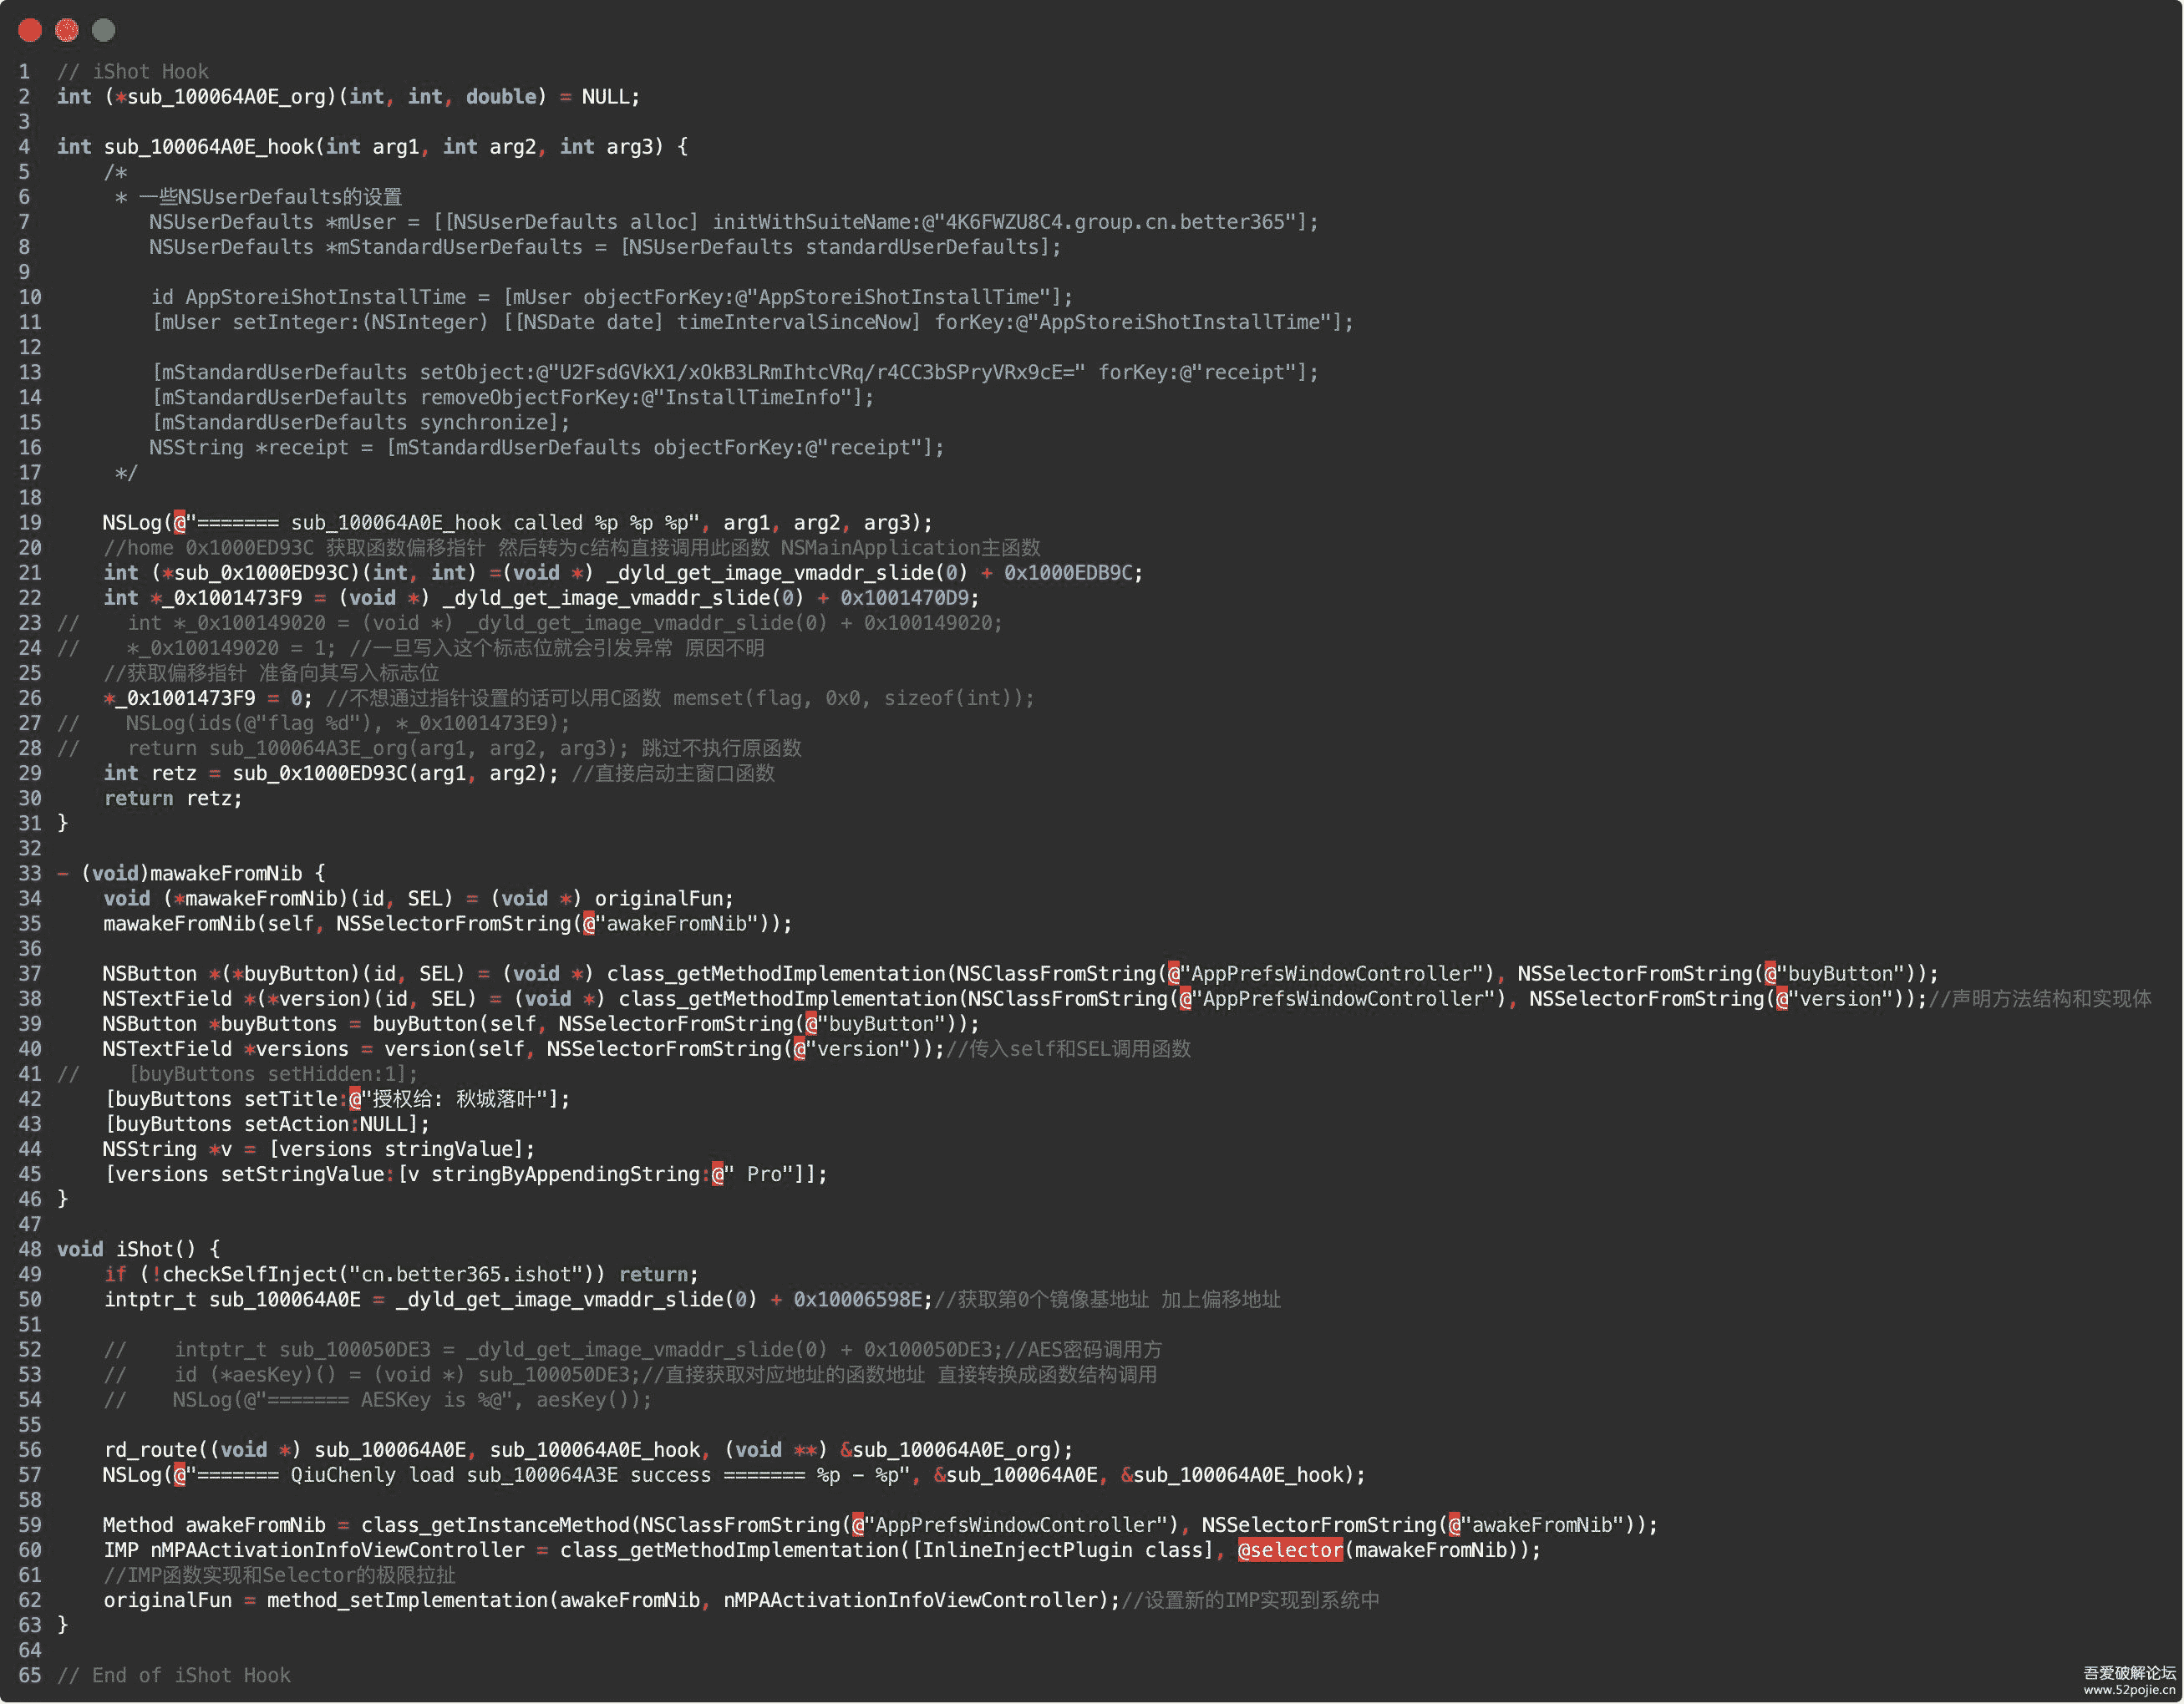 1 // iShot Hook
2 int (*sub_100064A0E_org)(int, int, double) = NULL;
3
4 int sub_100064A0E_hook(int arg1, int arg2, int arg3) {
5 /*
6 * 一些NSUserDefaults的设置
7 NSUserDefaults *mUser = [[NSUserDefaults alloc] initWithSuiteName:@"4K6FWZU8C4.group.cn.better365"];
8 NSUserDefaults *mStandardUserDefaults = [NSUserDefaults standardUserDefaults];
9
10 id AppStoreiShotInstallTime = [mUser objectForKey:@"AppStoreiShotInstallTime"];
11 [mUser setInteger:(NSInteger) [[NSDate date] timeIntervalSinceNow] forKey:@"AppStoreiShotInstallTime"];
12
13 [mStandardUserDefaults setObject:@"U2FsdGVkX1/xOkB3LRmIhtcVRq/r4CC3bSPryVRx9cE=" forKey:@"receipt"];
14 [mStandardUserDefaults removeObjectForKey:@"InstallTimeInfo"];
15 [mStandardUserDefaults synchronize];
16 NSString *receipt = [mStandardUserDefaults objectForKey:@"receipt"];
17 */
18
19 NSLog(@"======= sub_100064A0E_hook called %p %p %p", arg1, arg2, arg3);
20 //home 0x1000ED93C 获取函数偏移指针 然后转为c结构直接调用此函数 NSMainApplication主函数
21 int (*sub_0x1000ED93C)(int, int) =(void *) _dyld_get_image_vmaddr_slide(0) + 0x1000EDB9C;
22 int *_0x1001473F9 = (void *) _dyld_get_image_vmaddr_slide(0) + 0x1001470D9;
23 // int *_0x100149020 = (void *) _dyld_get_image_vmaddr_slide(0) + 0x100149020;
24 // *_0x100149020 = 1; //一旦写入这个标志位就会引发异常 原因不明
25 //获取偏移指针 准备向其写入标志位
26 *_0x1001473F9 = 0; //不想通过指针设置的话可以用C函数 memset(flag, 0x0, sizeof(int));
27 // NSLog(ids(@"flag %d"), *_0x1001473E9);
28 // return sub_100064A3E_org(arg1, arg2, arg3); 跳过不执行原函数
29 int retz = sub_0x1000ED93C(arg1, arg2); //直接启动主窗口函数
30 return retz;
31 }
32
33 - (void)mawakeFromNib {
34 void (*mawakeFromNib)(id, SEL) = (void *) originalFun;
35 mawakeFromNib(self, NSSelectorFromString(@"awakeFromNib"));
36
37 NSButton *(*buyButton)(id, SEL) = (void *) class_getMethodImplementation(NSClassFromString(@"AppPrefsWindowController"), NSSelectorFromString(@"buyButton"));
38 NSTextField *(*version)(id, SEL) = (void *) class_getMethodImplementation(NSClassFromString(@"AppPrefsWindowController"), NSSelectorFromString(@"version"));//声明方法结构和实现体
39 NSButton *buyButtons = buyButton(self, NSSelectorFromString(@"buyButton"));
40 NSTextField *versions = version(self, NSSelectorFromString(@"version"));//传入self和SEL调用函数
41 // [buyButtons setHidden:1];
42 [buyButtons setTitle:@"授权给: 秋城落叶"];
43 [buyButtons setAction:NULL];
44 NSString *v = [versions stringValue];
45 [versions setStringValue:[v stringByAppendingString:@" Pro"]];
46 }
47
48 void iShot() {
49 if (!checkSelfInject("cn.better365.ishot")) return;
50 intptr_t sub_100064A0E = _dyld_get_image_vmaddr_slide(0) + 0x10006598E;//获取第0个镜像基地址 加上偏移地址
51
52 // intptr_t sub_100050DE3 = _dyld_get_image_vmaddr_slide(0) + 0x100050DE3;//AES密码调用方
53 // id (*aesKey)() = (void *) sub_100050DE3;//直接获取对应地址的函数地址 直接转换成函数结构调用
54 // NSLog(@"======= AESKey is %@", aesKey());
55
56 rd_route((void *) sub_100064A0E, sub_100064A0E_hook, (void **) &sub_100064A0E_org);
57 NSLog(@"======= QiuChenly load sub_100064A3E success ======= %p - %p", &sub_100064A0E, &sub_100064A0E_hook);
58
59 Method awakeFromNib = class_getInstanceMethod(NSClassFromString(@"AppPrefsWindowController"), NSSelectorFromString(@"awakeFromNib"));
60 IMP nMPAActivationInfoViewController = class_getMethodImplementation([InlineInjectPlugin class], @selector(mawakeFromNib));
61 //IMP函数实现和Selector的极限拉扯
62 originalFun = method_setImplementation(awakeFromNib, nMPAActivationInfoViewController);//设置新的IMP实现到系统中
63 }
64
65 // End of iShot Hook
吾爱破解论坛
www.52pojie.cn